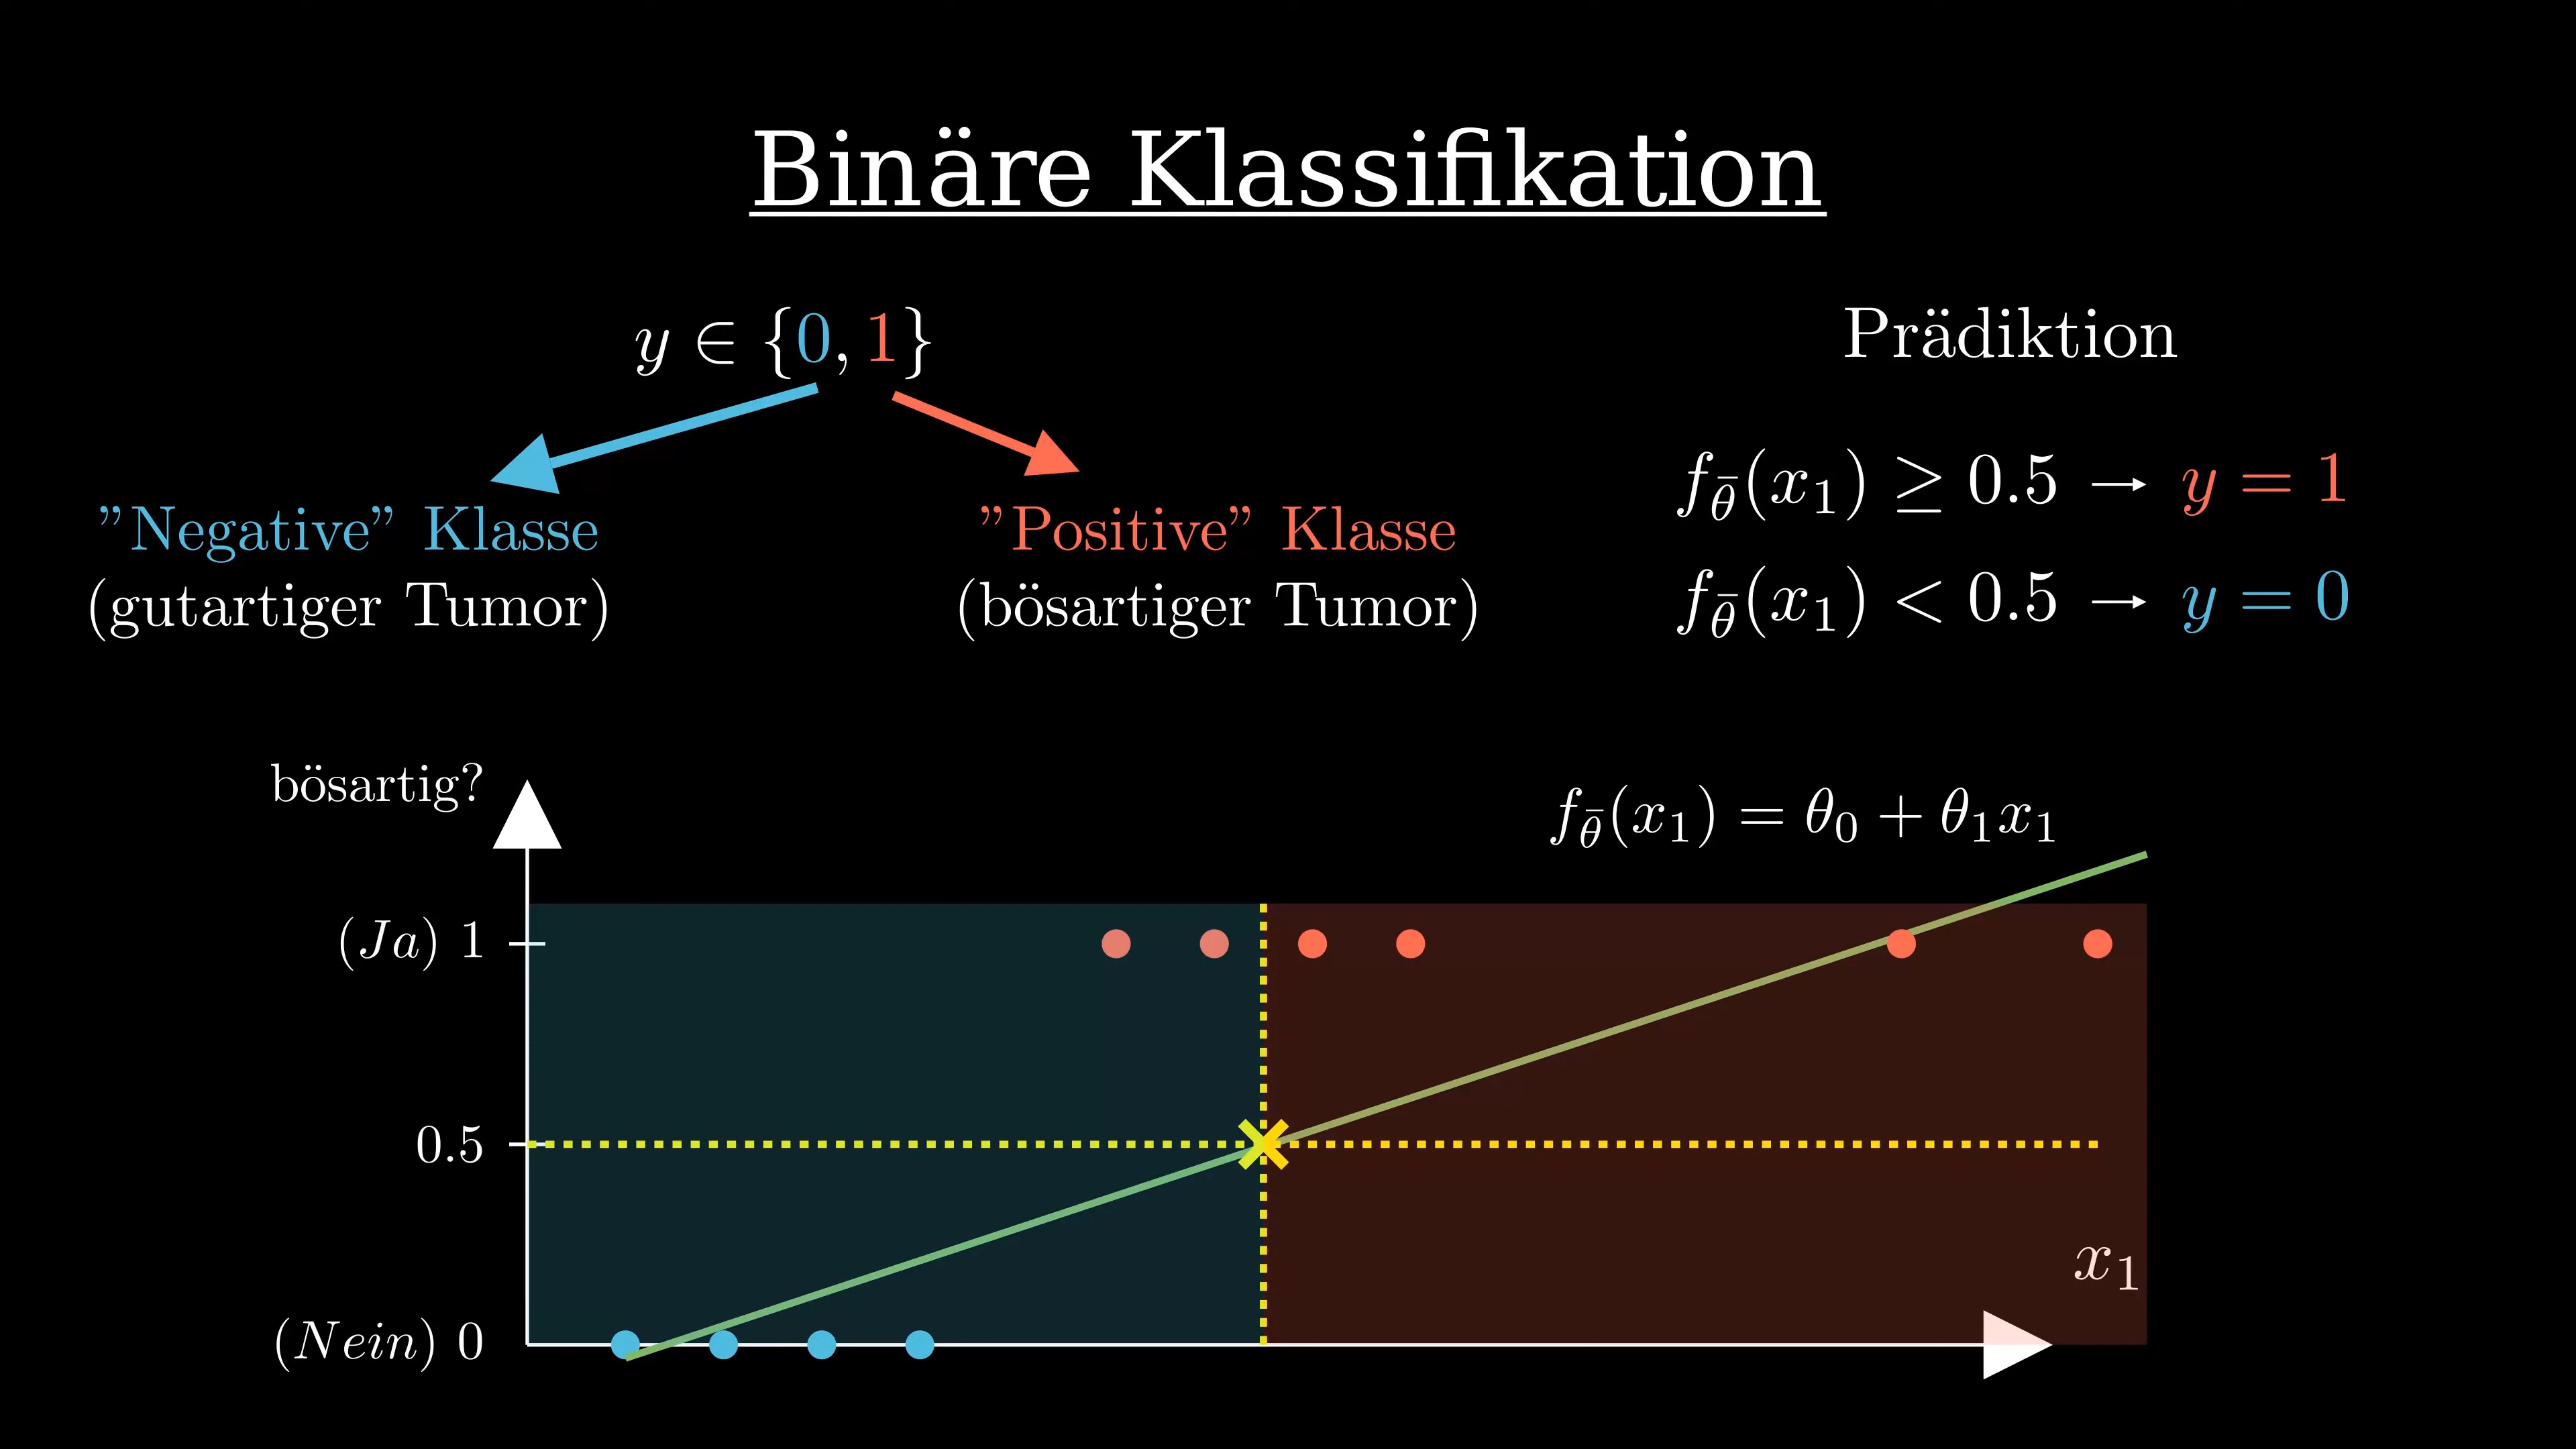 Binäre Klassifikation
y ∈ {0, 1}
"Negative" Klasse
(gutartiger Tumor)
"Positive" Klasse
(bösartiger Tumor)
Prädiktion
f_θ̄(x₁) ≥ 0.5 → y = 1
f_θ̄(x₁) < 0.5 → y = 0
bösartig?
f_θ̄(x₁) = θ₀ + θ₁x₁
(Ja) 1
0.5
(Nein) 0
x₁